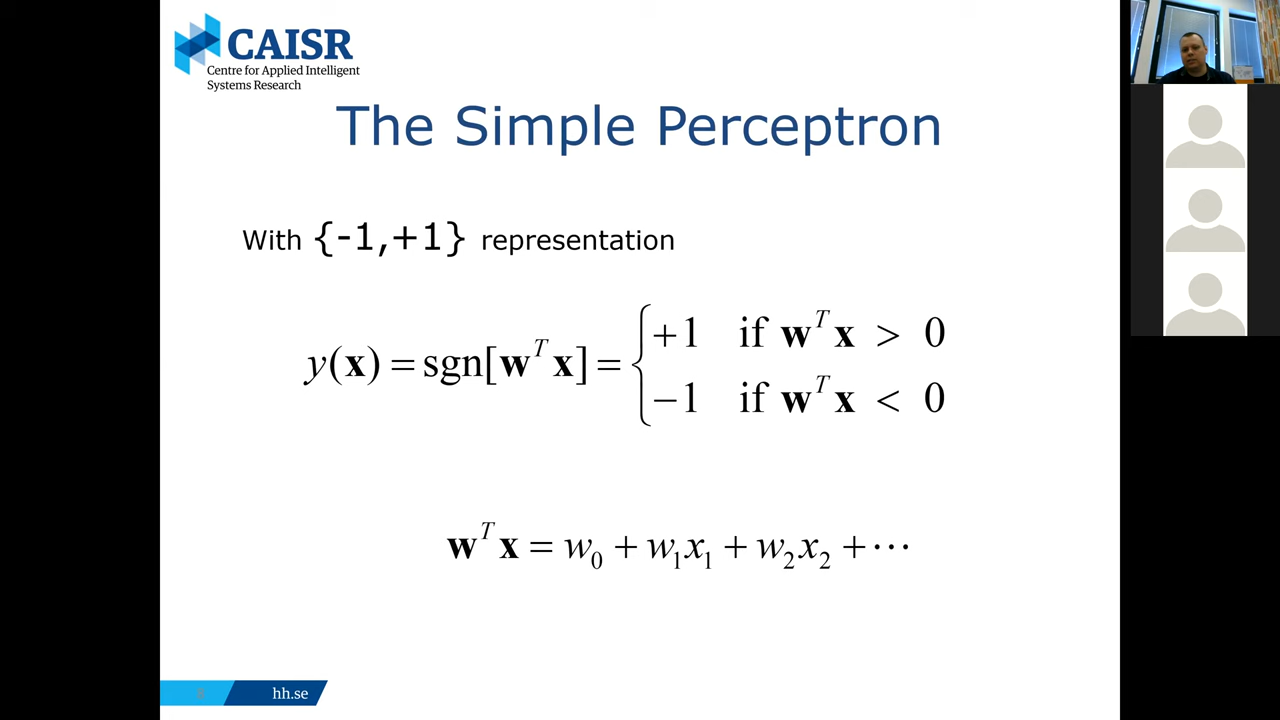 CAISR
Centre for Applied Intelligent
Systems Research
The Simple Perceptron
With {-1,+1} representation
y(x) = sgn[w^T x] = { +1 if w^T x > 0
−1 if w^T x < 0
w^T x = w₀ + w₁x₁ + w₂x₂ + ⋯
8 hh.se